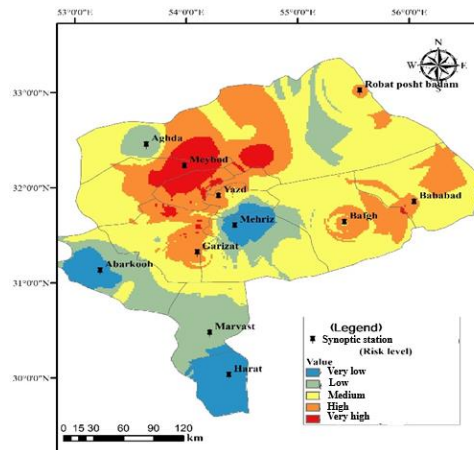 53°0'0"E 54°0'0"E 55°0'0"E 56°0'0"E
N
W E
S
33°0'0"N
32°0'0"N
31°0'0"N
30°0'0"N
Robat posht badam
Aghda
Meybod
Yazd
Bahabad
Mehriz
Bafgh
Garizat
Abarkooh
Marvast
Harat
(Legend)
Synoptic station
(Risk level)
Value
Very low
Low
Medium
High
Very high
0 15 30 60 90 120
km